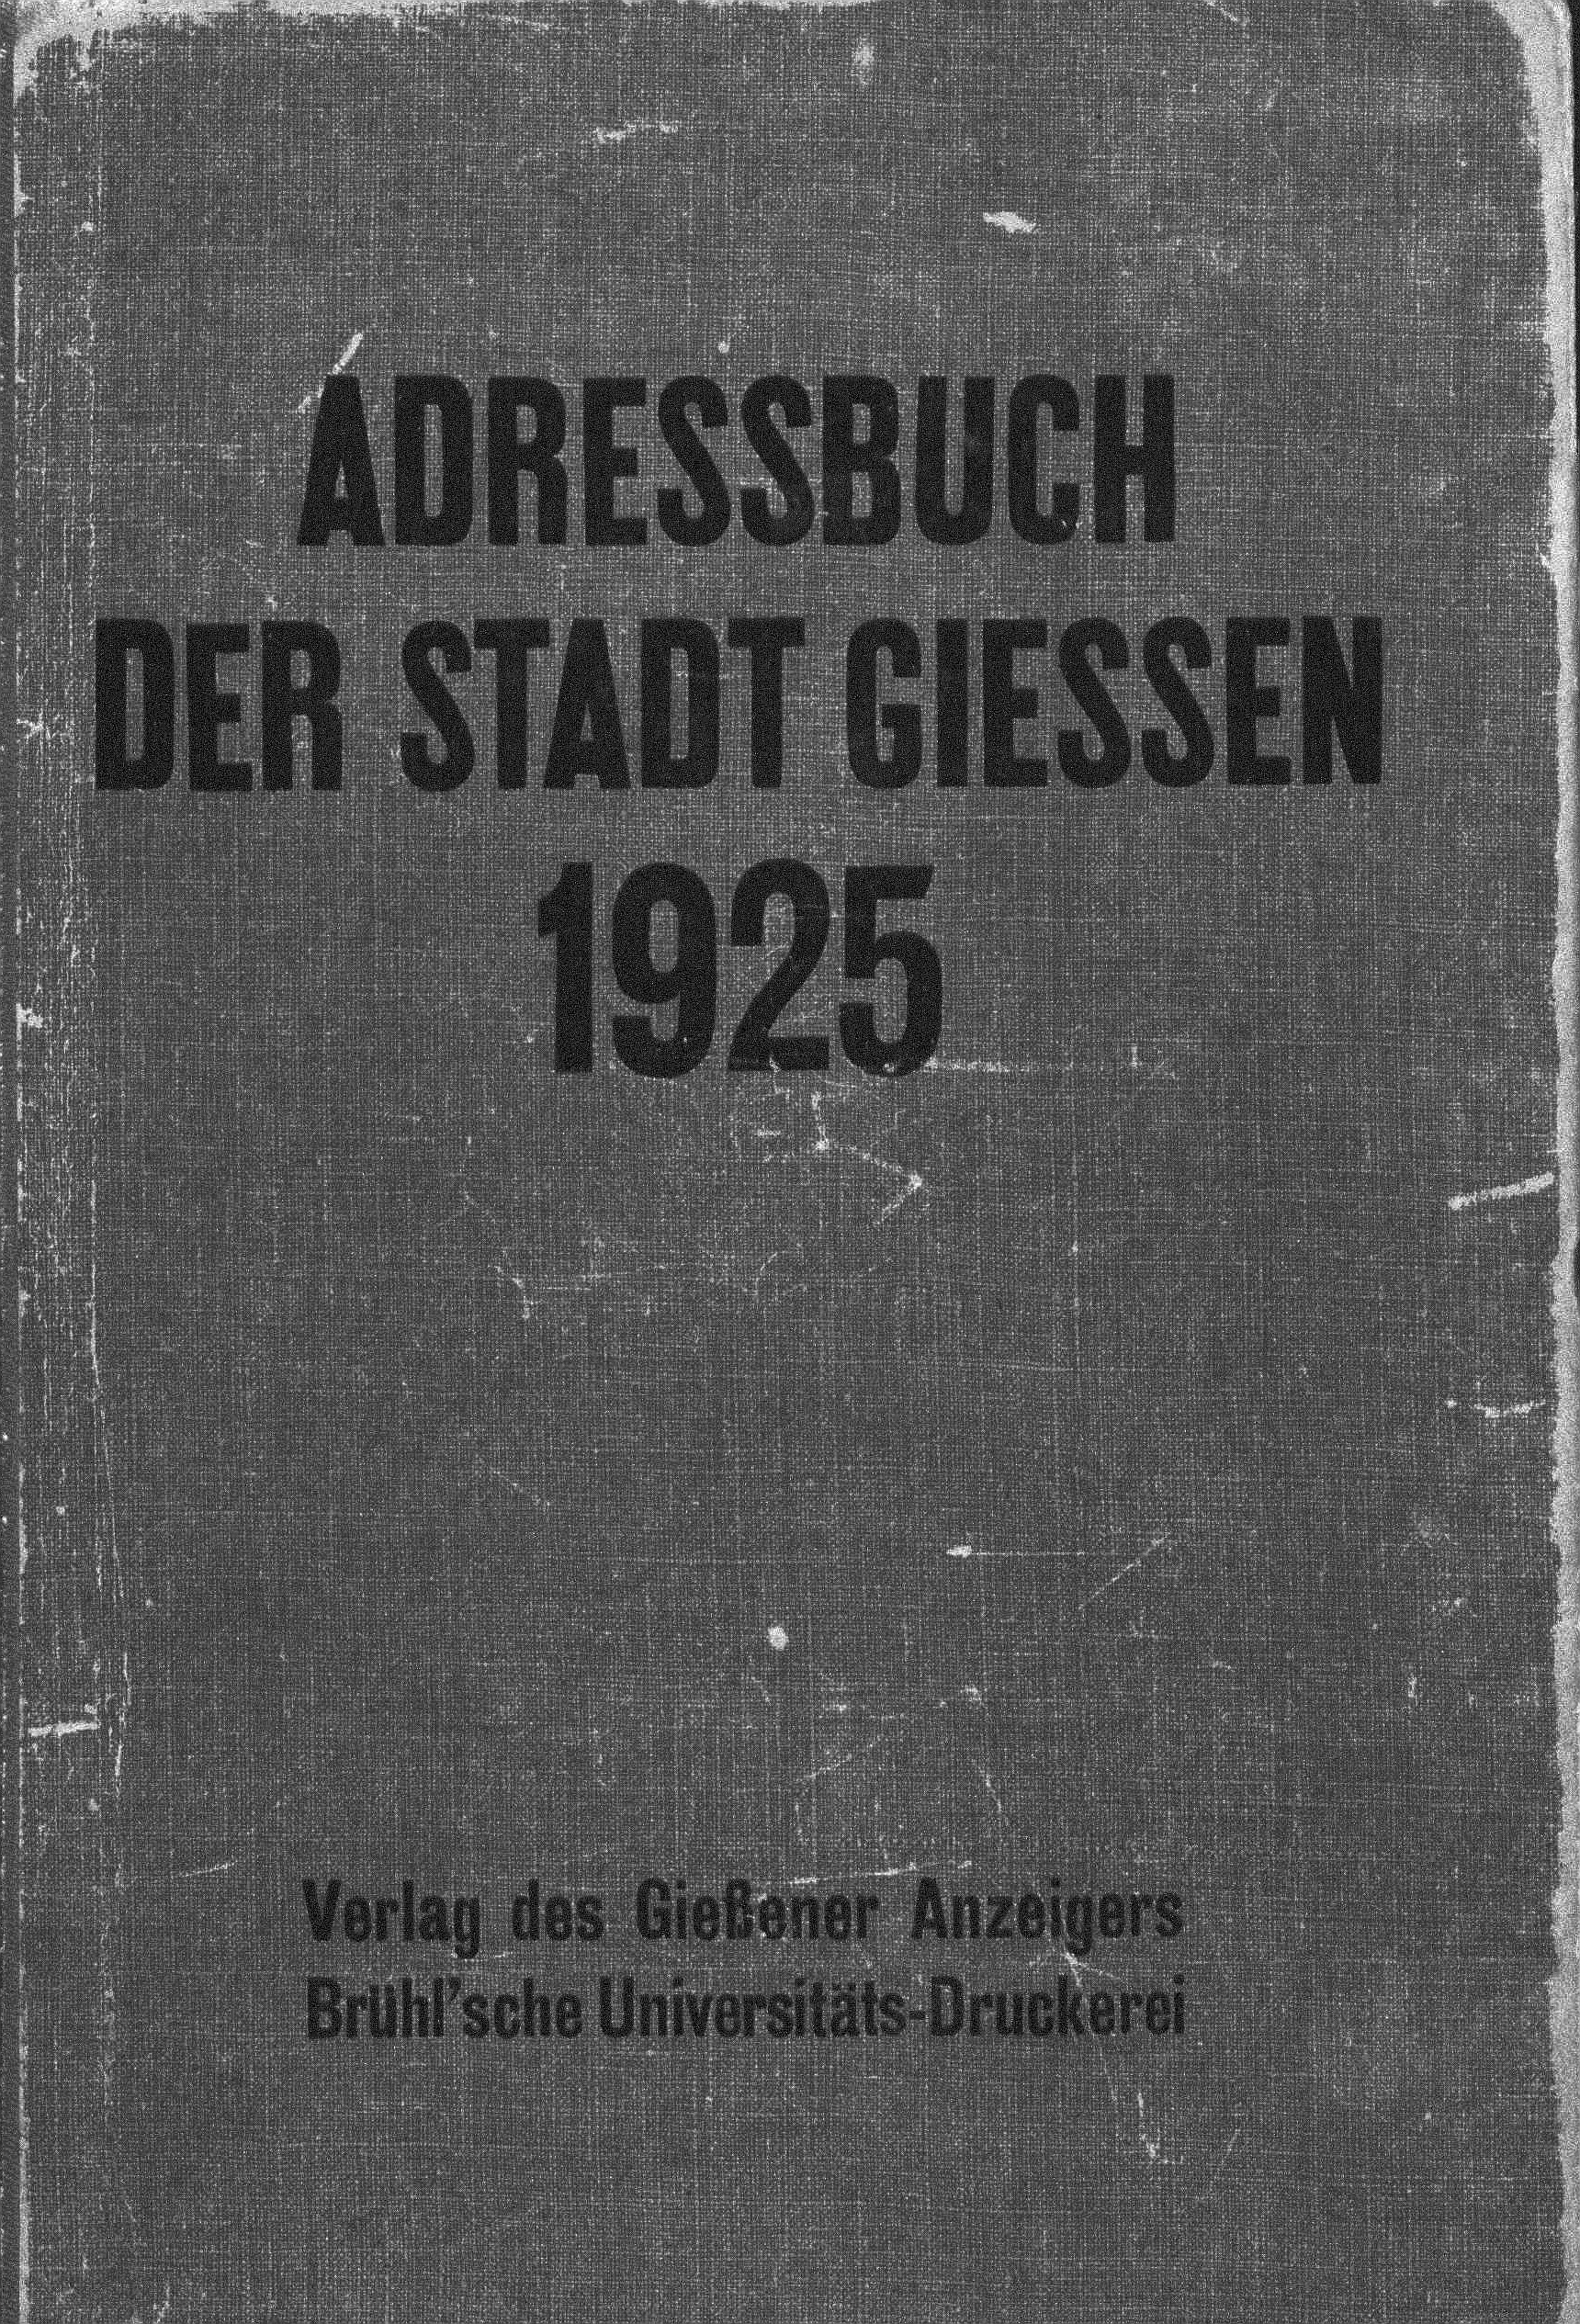 ADRESSBUCH
DER STADT GIESSEN
1925
Verlag des Gießener Anzeigers
Brühl’sche Universitäts-Druckerei